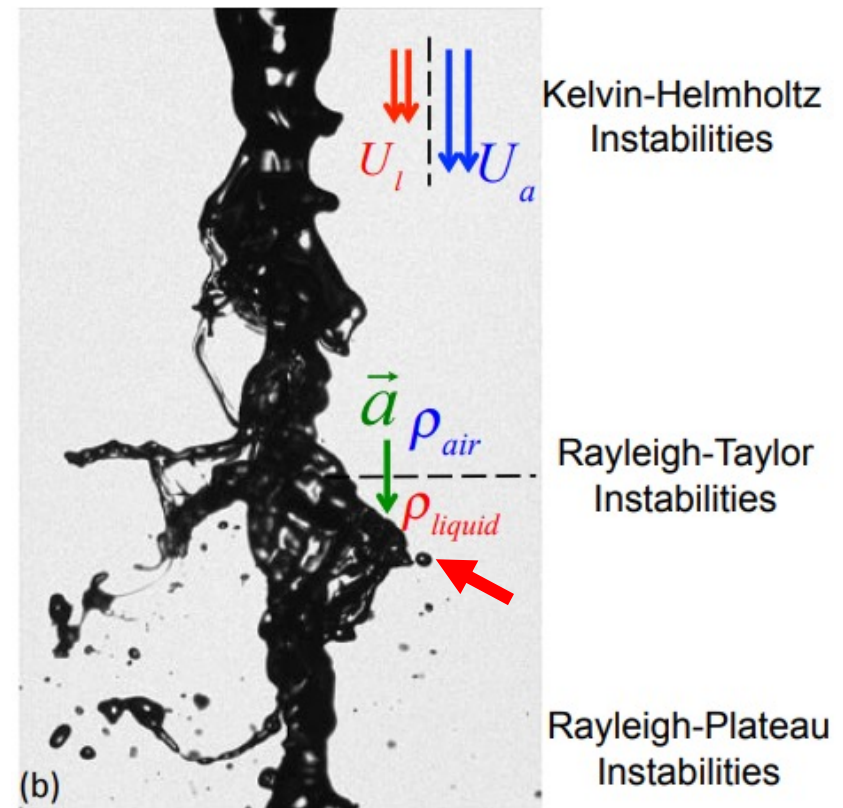 Kelvin-Helmholtz
Instabilities
U_l
U_a
a⃗
ρ_air
ρ_liquid
Rayleigh-Taylor
Instabilities
Rayleigh-Plateau
Instabilities
(b)